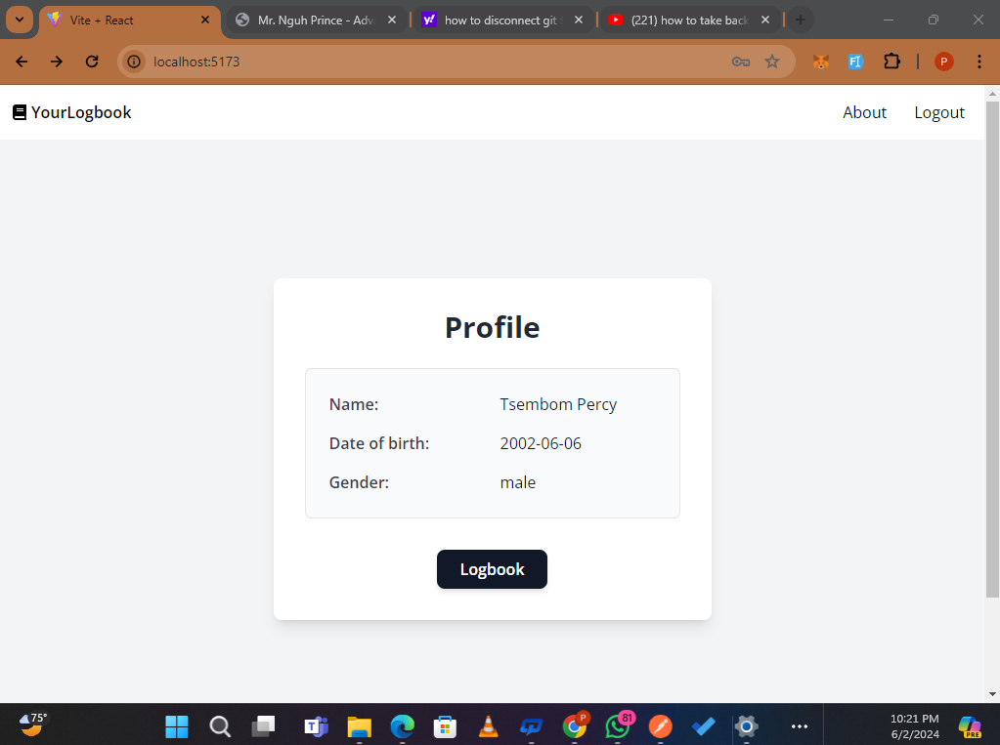 Vite + React
Mr. Nguh Prince - Adv
how to disconnect git
(221) how to take back
localhost:5173
P
YourLogbook
About
Logout
Profile
Name:
Tsembom Percy
Date of birth:
2002-06-06
Gender:
male
Logbook
75°
P
81
10:21 PM
6/2/2024
PRE